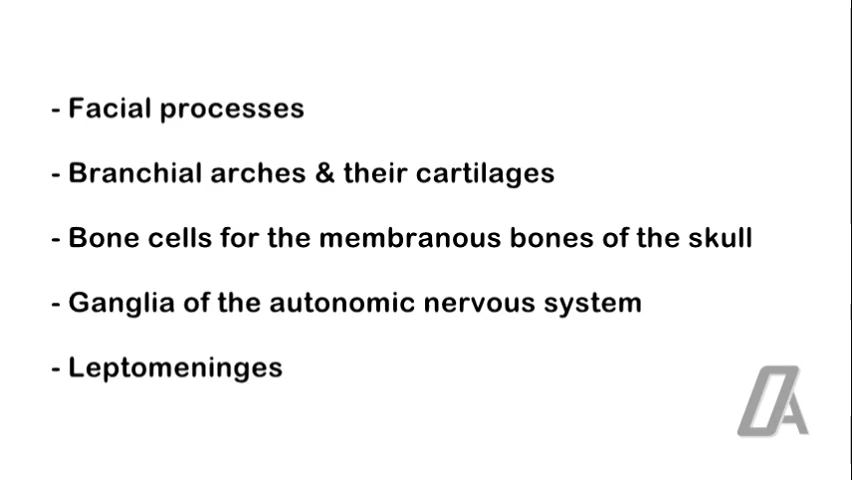 - Facial processes
- Branchial arches & their cartilages
- Bone cells for the membranous bones of the skull
- Ganglia of the autonomic nervous system
- Leptomeninges